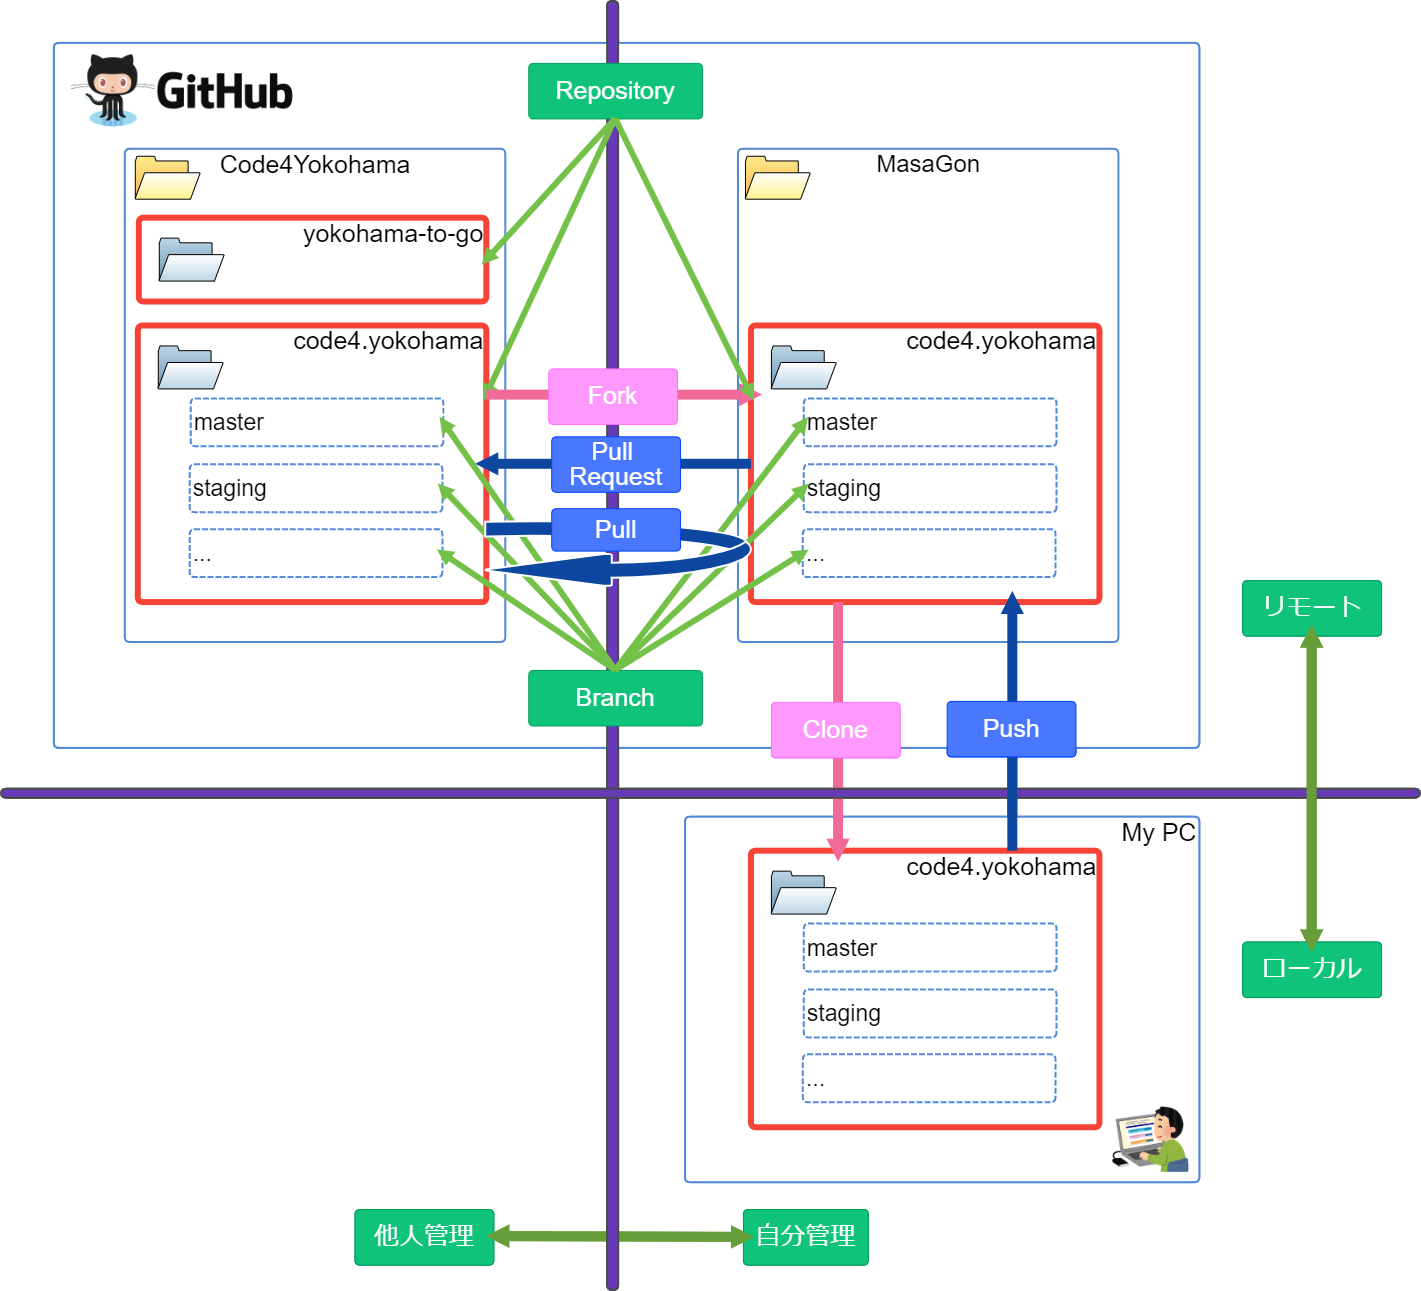 GitHub
Repository
Code4Yokohama
MasaGon
yokohama-to-go
code4.yokohama
code4.yokohama
Fork
master
master
Pull
Request
staging
staging
Pull
...
...
リモート
Branch
Clone
Push
My PC
code4.yokohama
master
ローカル
staging
...
他人管理
自分管理